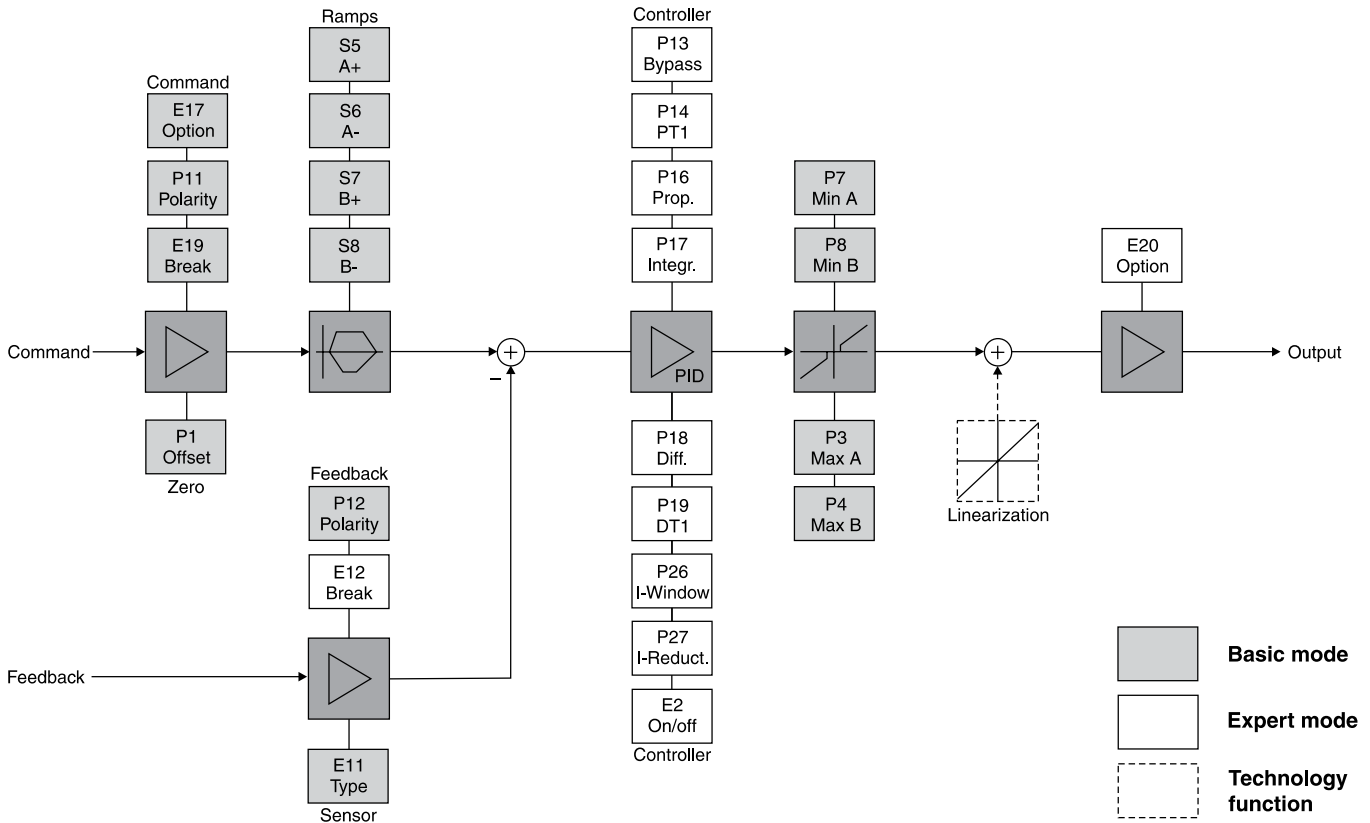 Command
E17
Option
P11
Polarity
E19
Break
P1
Offset
Zero
Ramps
S5
A+
S6
A-
S7
B+
S8
B-
Controller
P13
Bypass
P14
PT1
P16
Prop.
P17
Integr.
P7
Min A
P8
Min B
E20
Option
Command
+
−
PID
+
Output
P18
Diff.
P19
DT1
P26
I-Window
P27
I-Reduct.
E2
On/off
Controller
P3
Max A
P4
Max B
Linearization
Feedback
P12
Polarity
E12
Break
Feedback
E11
Type
Sensor
Basic mode
Expert mode
Technology
function